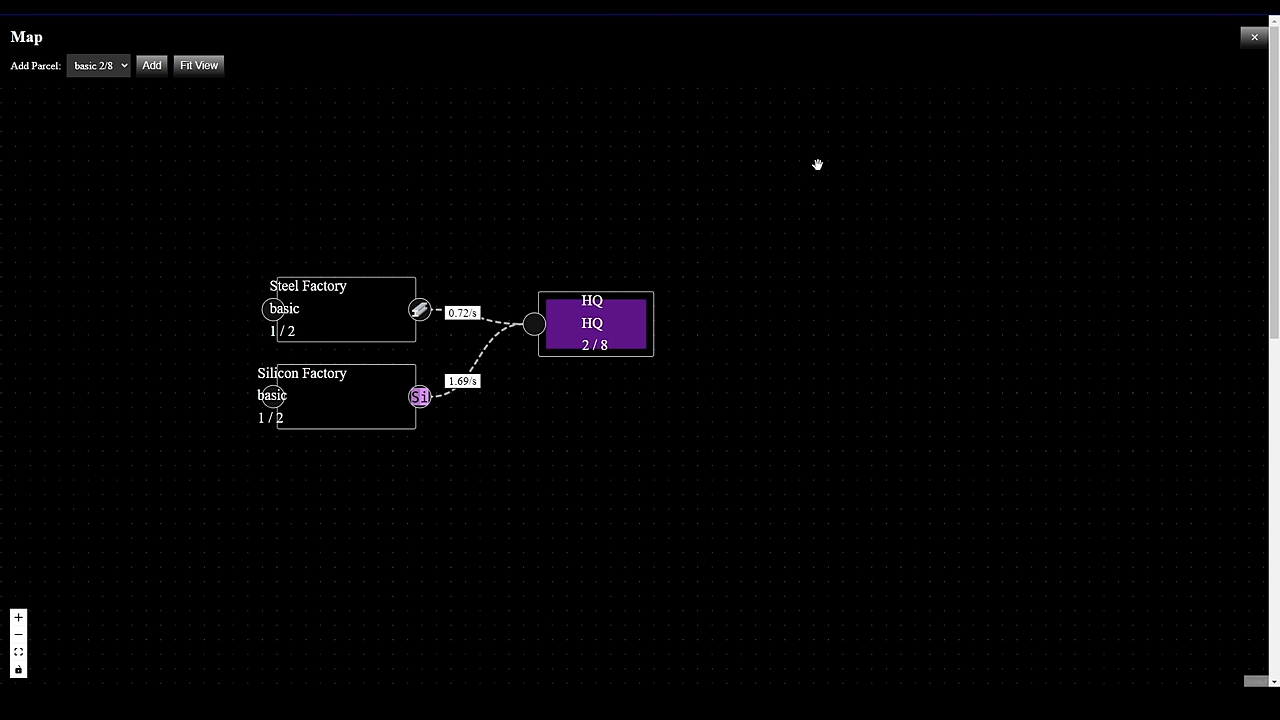 Map
×
Add Parcel: basic 2/8 Add Fit View
Steel Factory
basic
1 / 2
0.72/s
HQ
HQ
2 / 8
Silicon Factory
basic
1 / 2
Si
1.69/s